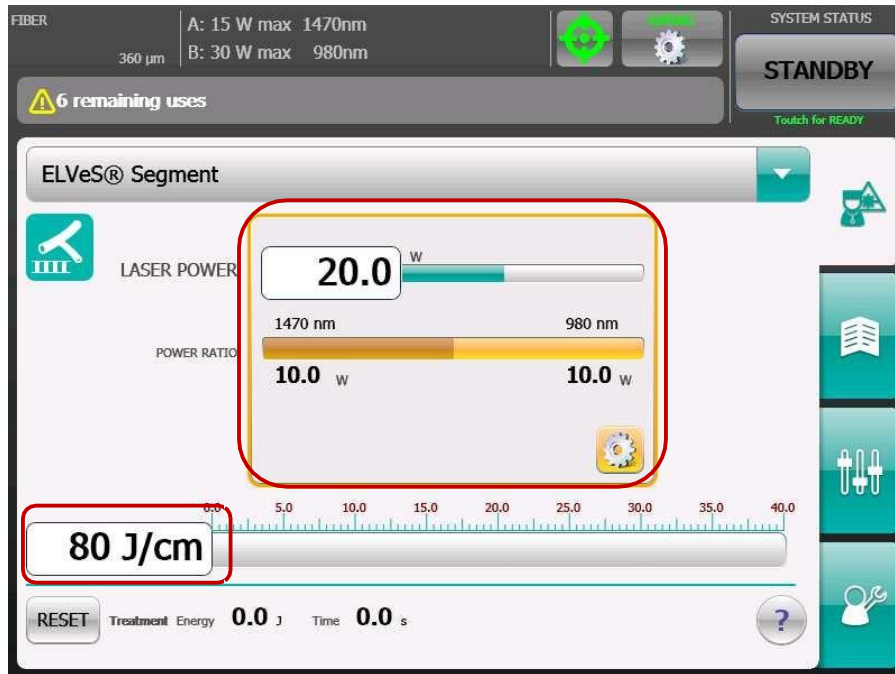 FIBER
360 µm
A: 15 W max 1470nm
B: 30 W max 980nm
SYSTEM STATUS
STANDBY
Toutch for READY
6 remaining uses
ELVeS® Segment
LASER POWER 20.0 W
1470 nm 980 nm
POWER RATIO
10.0 W 10.0 W
0.0 5.0 10.0 15.0 20.0 25.0 30.0 35.0 40.0
80 J/cm
RESET Treatment Energy 0.0 J Time 0.0 s ?